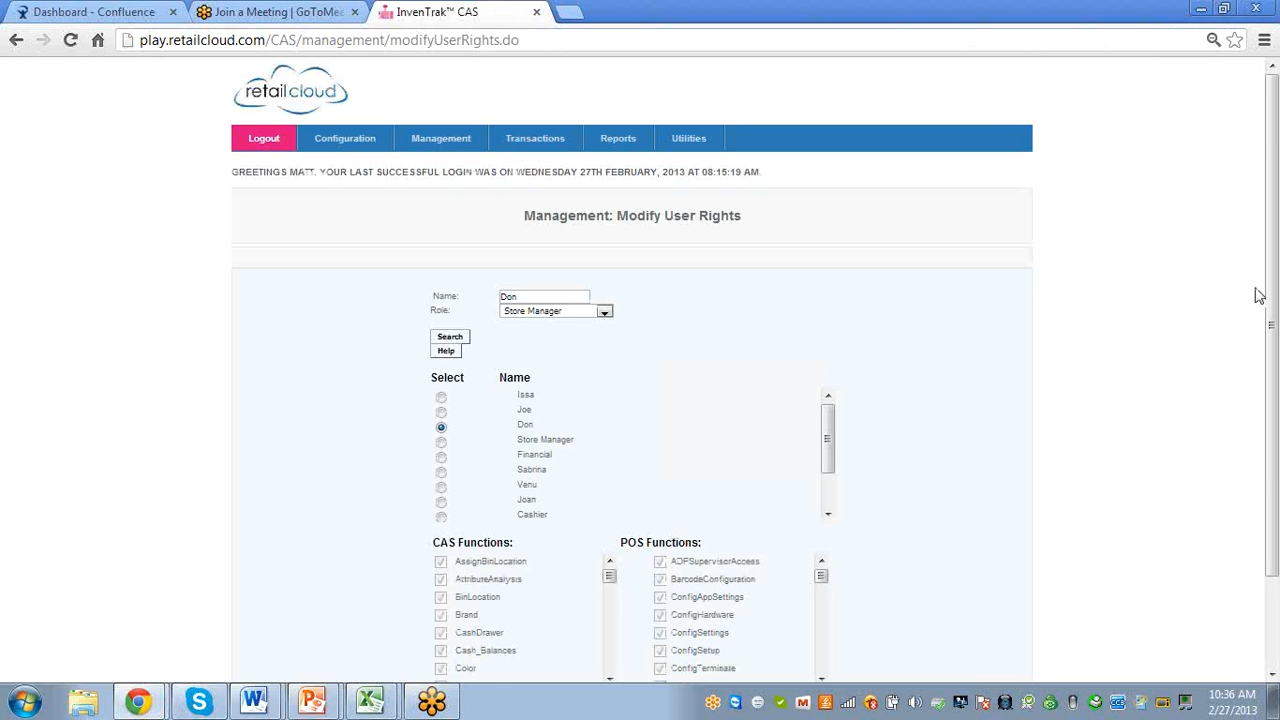 Dashboard - Confluence
Join a Meeting | GoToMee
InvenTrak™ CAS
play.retailcloud.com/CAS/management/modifyUserRights.do
retailcloud
Logout Configuration Management Transactions Reports Utilities
GREETINGS MATT. YOUR LAST SUCCESSFUL LOGIN WAS ON WEDNESDAY 27TH FEBRUARY, 2013 AT 08:15:19 AM.
Management: Modify User Rights
Name: Don
Role: Store Manager
Search
Help
Select Name
Issa
Joe
Don
Store Manager
Financial
Sabrina
Venu
Joan
Cashier
CAS Functions: POS Functions:
AssignBinLocation ADPSupervisorAccess
AttributeAnalysis BarcodeConfiguration
BinLocation ConfigAppSettings
Brand ConfigHardware
CashDrawer ConfigSettings
Cash_Balances ConfigSetup
Color ConfigTerminate
10:36 AM
2/27/2013